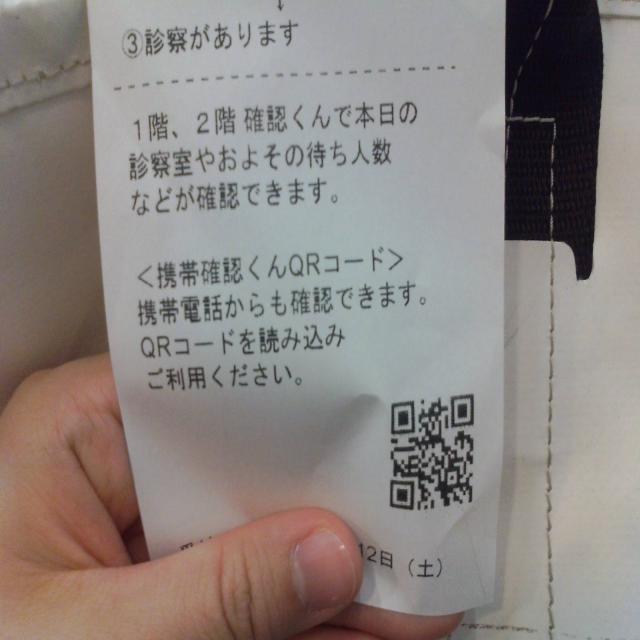 ↓
③診察があります
1階、2階 確認くんで本日の
診察室やおよその待ち人数
などが確認できます。
<携帯確認くんQRコード>
携帯電話からも確認できます。
QRコードを読み込み
ご利用ください。
12日(土)